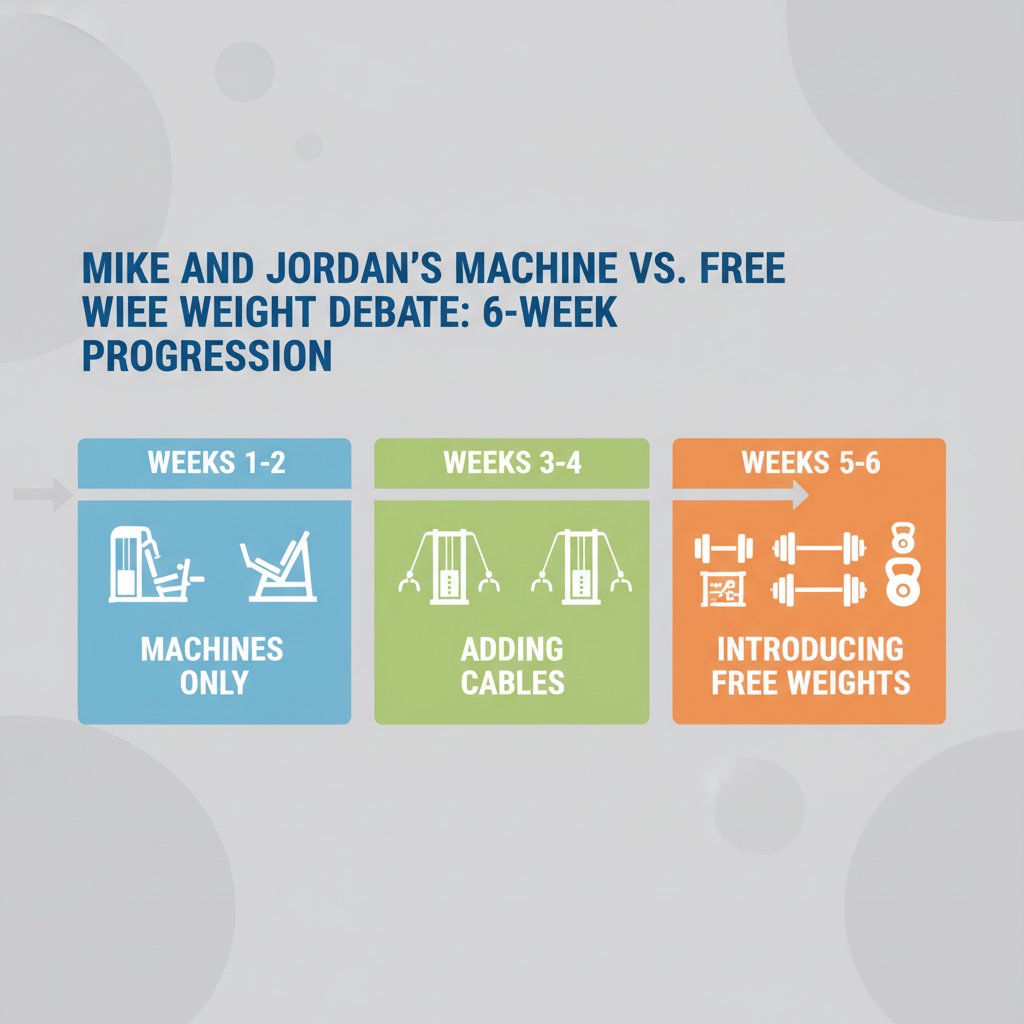 MIKE AND JORDAN'S MACHINE VS. FREE
WIEE WEIGHT DEBATE: 6-WEEK
PROGRESSION
WEEKS 1-2
MACHINES
ONLY
WEEKS 3-4
ADDING
CABLES
WEEKS 5-6
INTRODUCING
FREE WEIGHTS